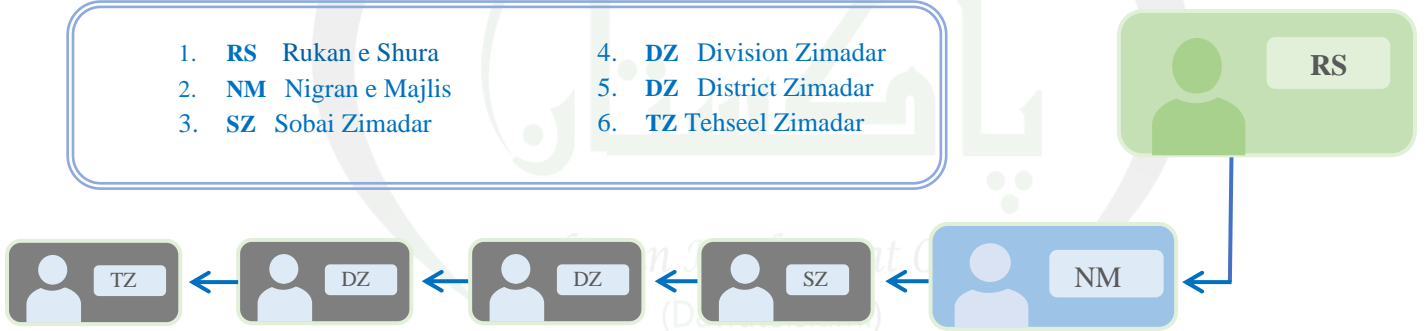 1. RS Rukan e Shura
2. NM Nigran e Majlis
3. SZ Sobai Zimadar
4. DZ Division Zimadar
5. DZ District Zimadar
6. TZ Tehseel Zimadar
RS
پاکستان
TZ
DZ
DZ
SZ
NM